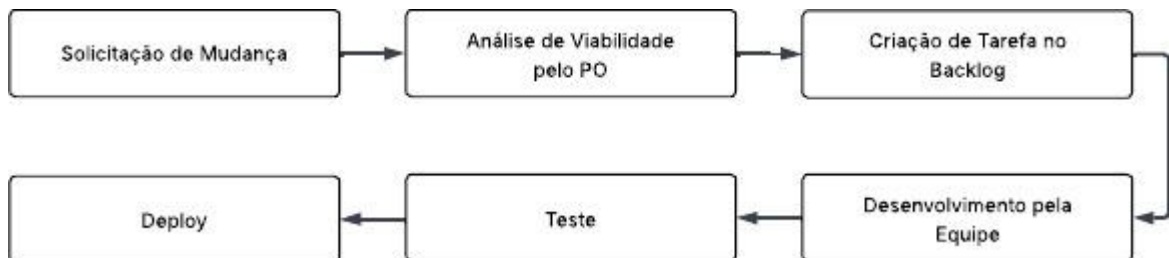 Solicitação de Mudança
Análise de Viabilidade
pelo PO
Criação de Tarefa no
Backlog
Desenvolvimento pela
Equipe
Teste
Deploy